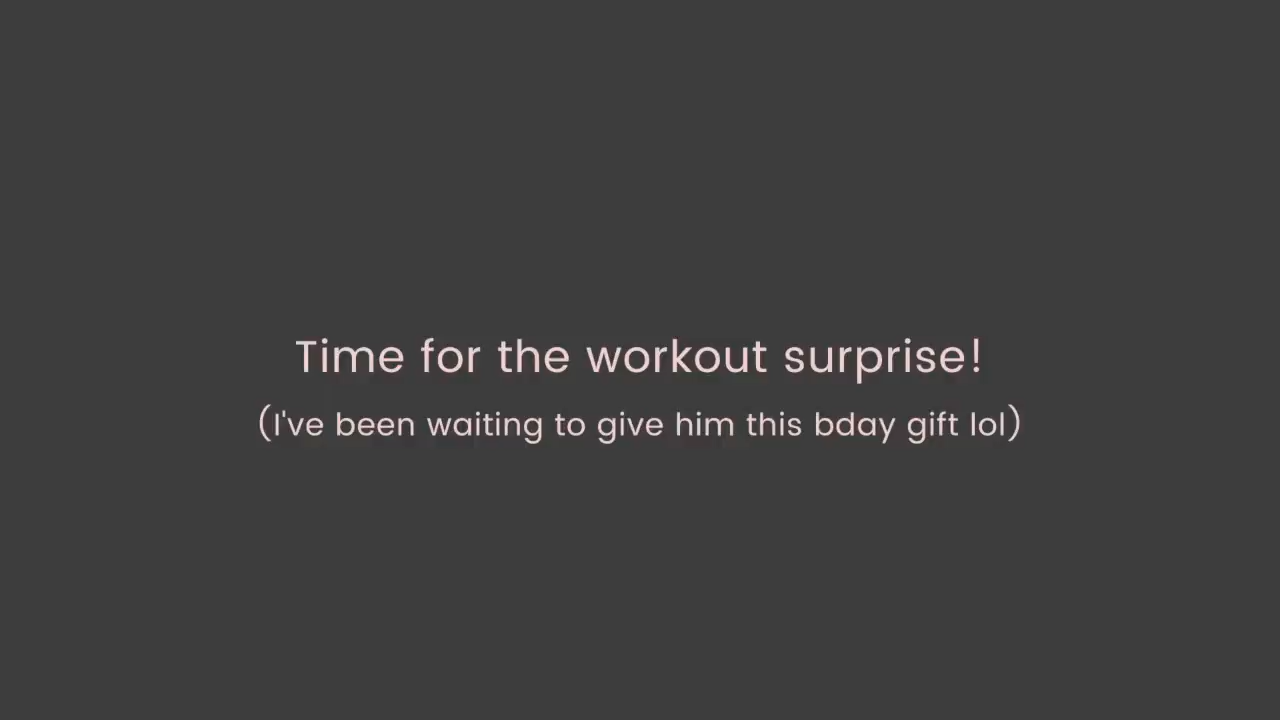 Time for the workout surprise!
(I've been waiting to give him this bday gift lol)